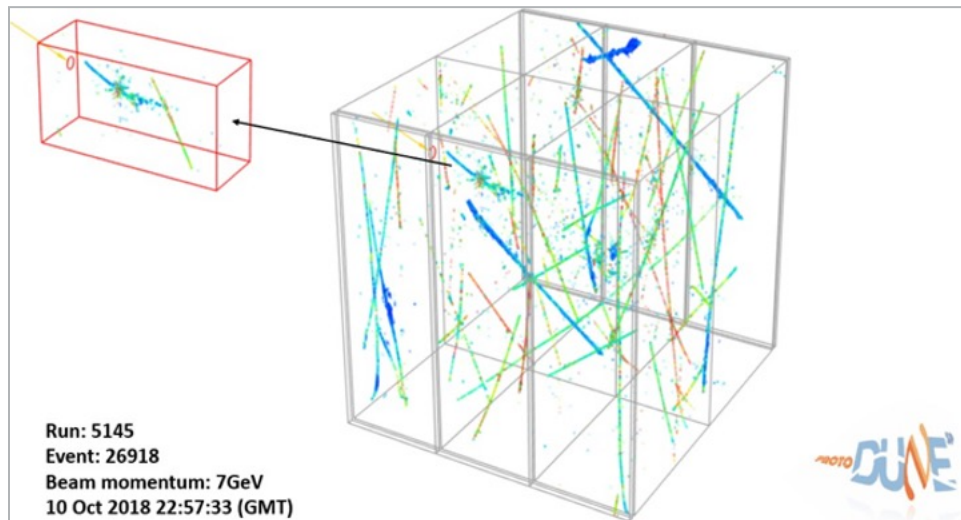 Run: 5145
Event: 26918
Beam momentum: 7GeV
10 Oct 2018 22:57:33 (GMT)
PROTO DUNE